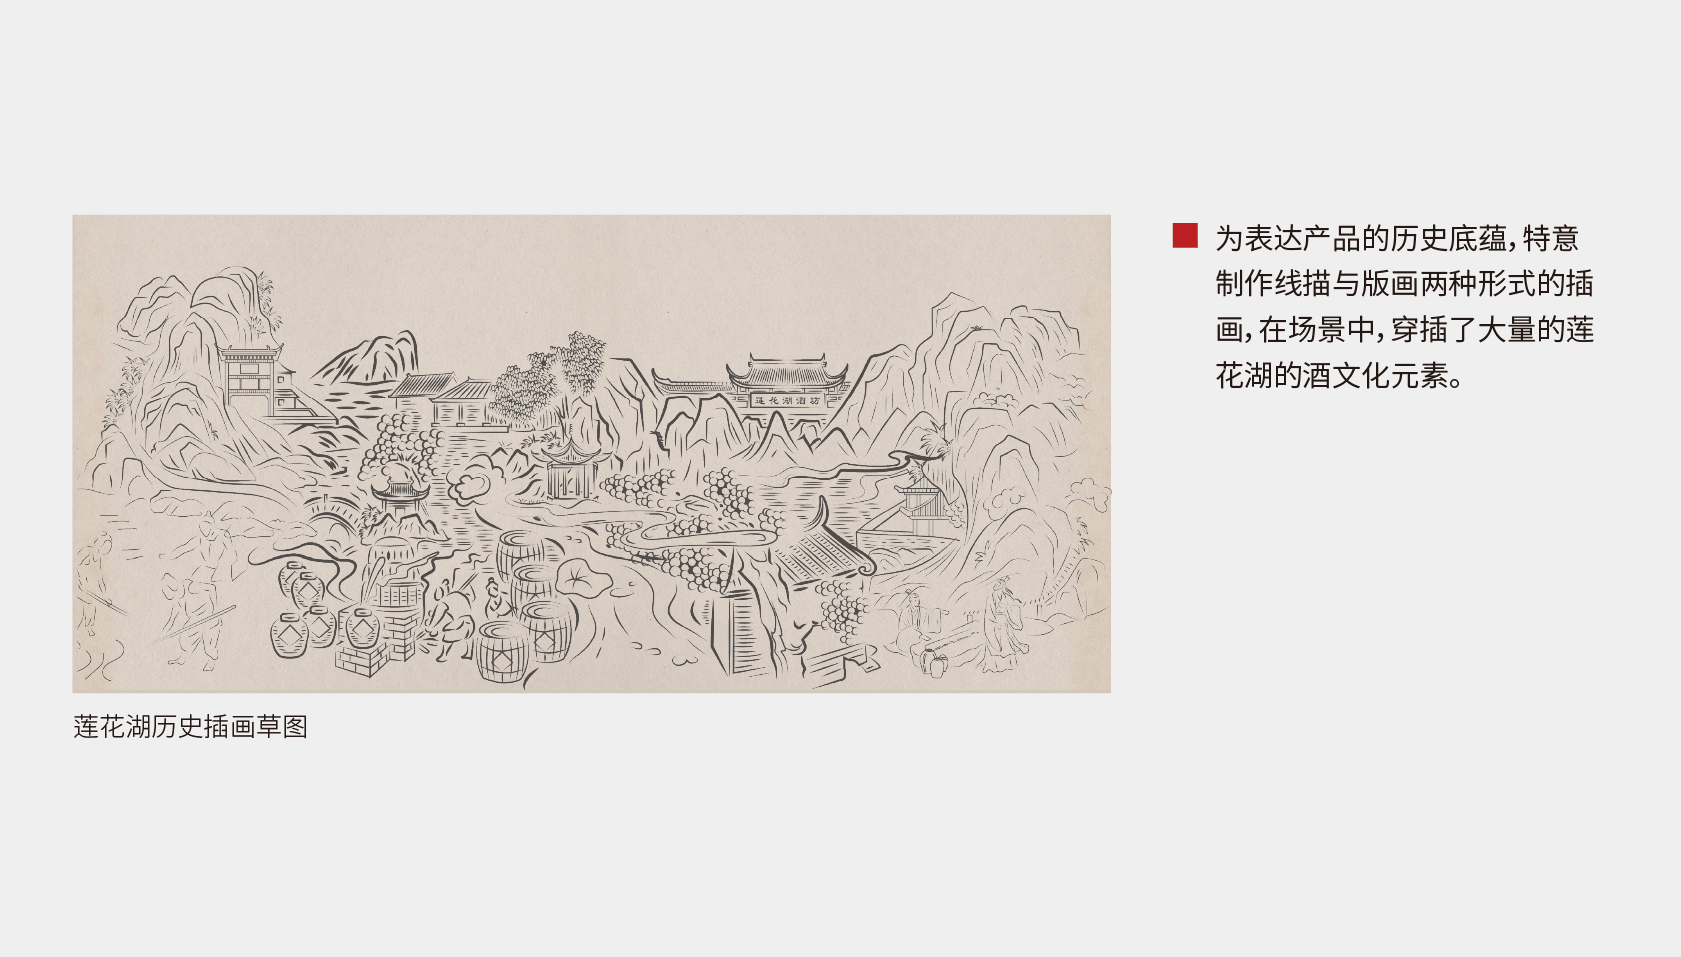 莲花湖酒坊
为表达产品的历史底蕴，特意
制作线描与版画两种形式的插
画，在场景中，穿插了大量的莲
花湖的酒文化元素。
莲花湖历史插画草图